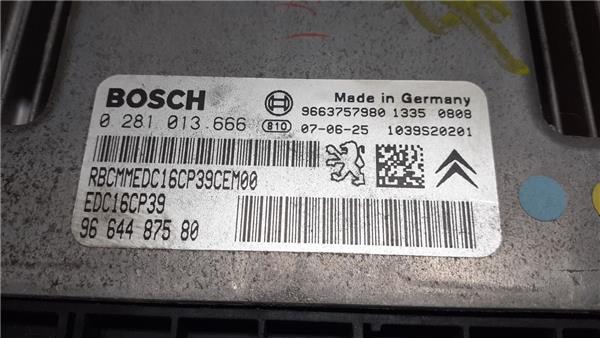 BOSCH
Made in Germany
9663757980 1335 0808
0 281 013 666
810 07-06-25 1039S20201
RBCMMEDC16CP39CEM00
EDC16CP39
96 644 875 80